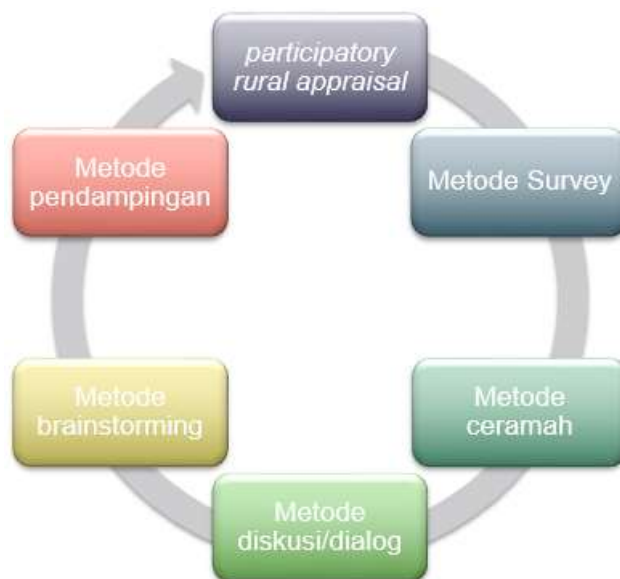 participatory
rural appraisal
Metode Survey
Metode
ceramah
Metode
diskusi/dialog
Metode
brainstorming
Metode
pendampingan